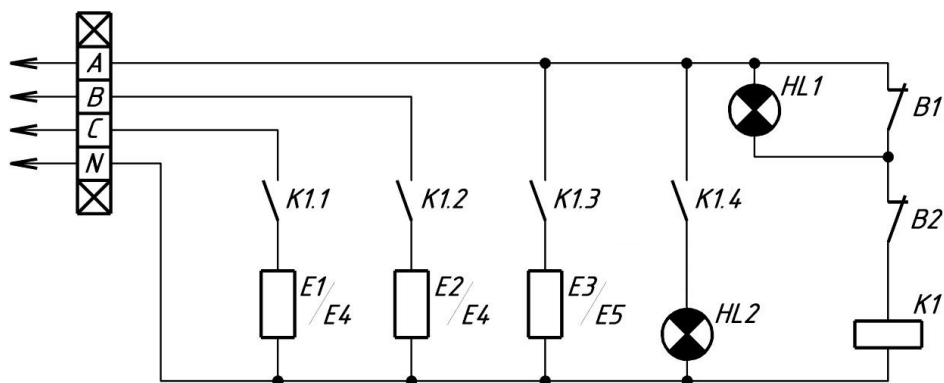 A
B
C
N
HL1
B1
K1.1
K1.2
K1.3
K1.4
B2
E1/E4
E2/E4
E3/E5
HL2
K1